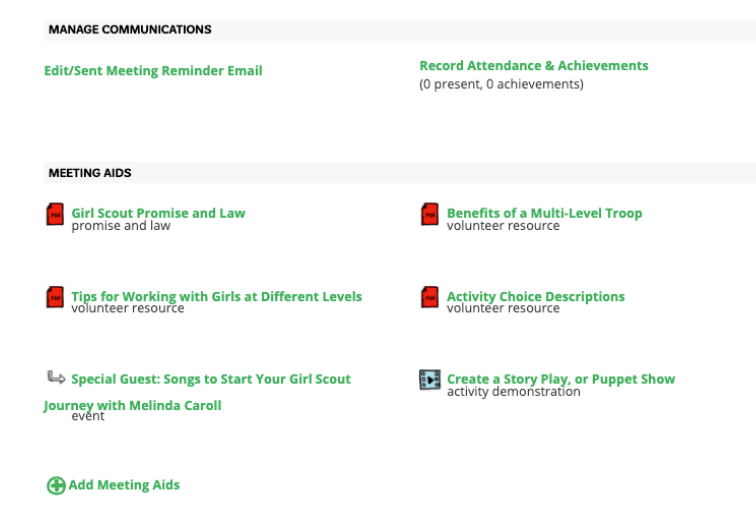 MANAGE COMMUNICATIONS
Edit/Sent Meeting Reminder Email
Record Attendance & Achievements
(0 present, 0 achievements)
MEETING AIDS
Girl Scout Promise and Law
promise and law
Benefits of a Multi-Level Troop
volunteer resource
Tips for Working with Girls at Different Levels
volunteer resource
Activity Choice Descriptions
volunteer resource
Special Guest: Songs to Start Your Girl Scout
Journey with Melinda Caroll
event
Create a Story Play, or Puppet Show
activity demonstration
Add Meeting Aids